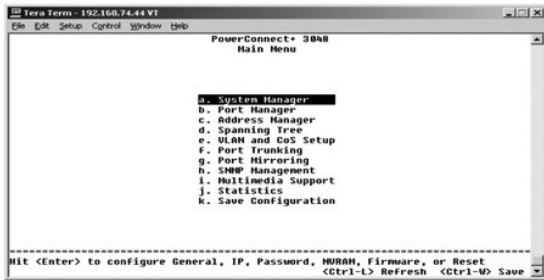 Tera Term - 192.168.74.44 VT
File Edit Setup Control Window Help
PowerConnect+ 3048
Main Menu
a. System Manager
b. Port Manager
c. Address Manager
d. Spanning Tree
e. VLAN and CoS Setup
f. Port Trunking
g. Port Mirroring
h. SNMP Management
i. Multimedia Support
j. Statistics
k. Save Configuration
Hit <Enter> to configure General, IP, Password, NVRAM, Firmware, or Reset
<Ctrl-L> Refresh <Ctrl-W> Save